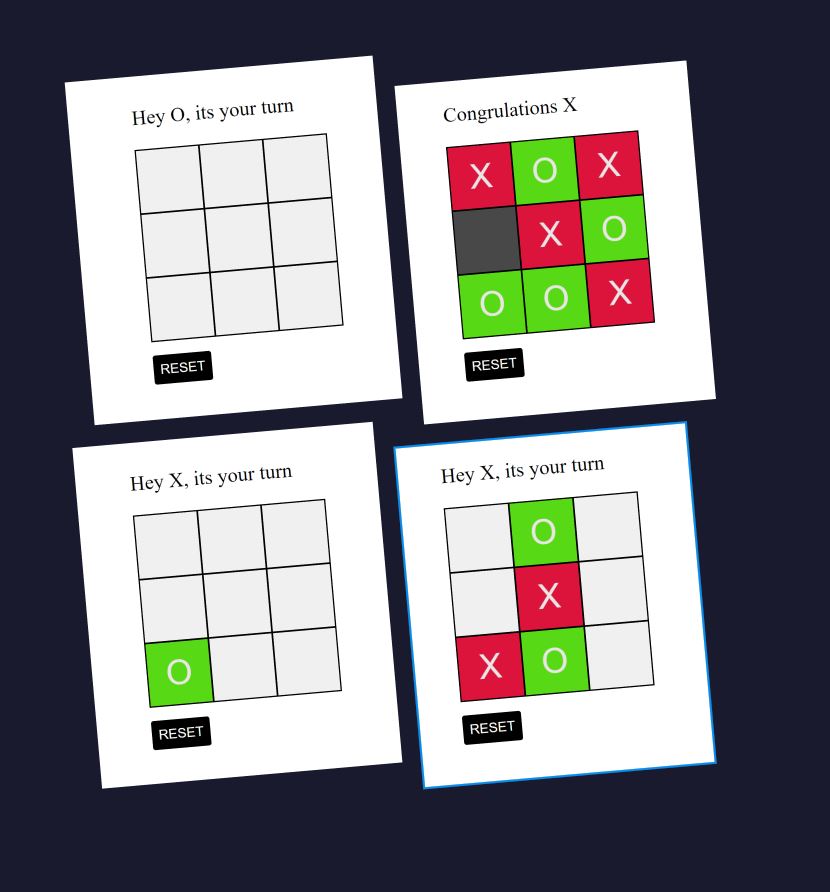 Hey O, its your turn
RESET
Congrulations X
X O X
X O
O O X
RESET
Hey X, its your turn
O
RESET
Hey X, its your turn
O
X
X O
RESET